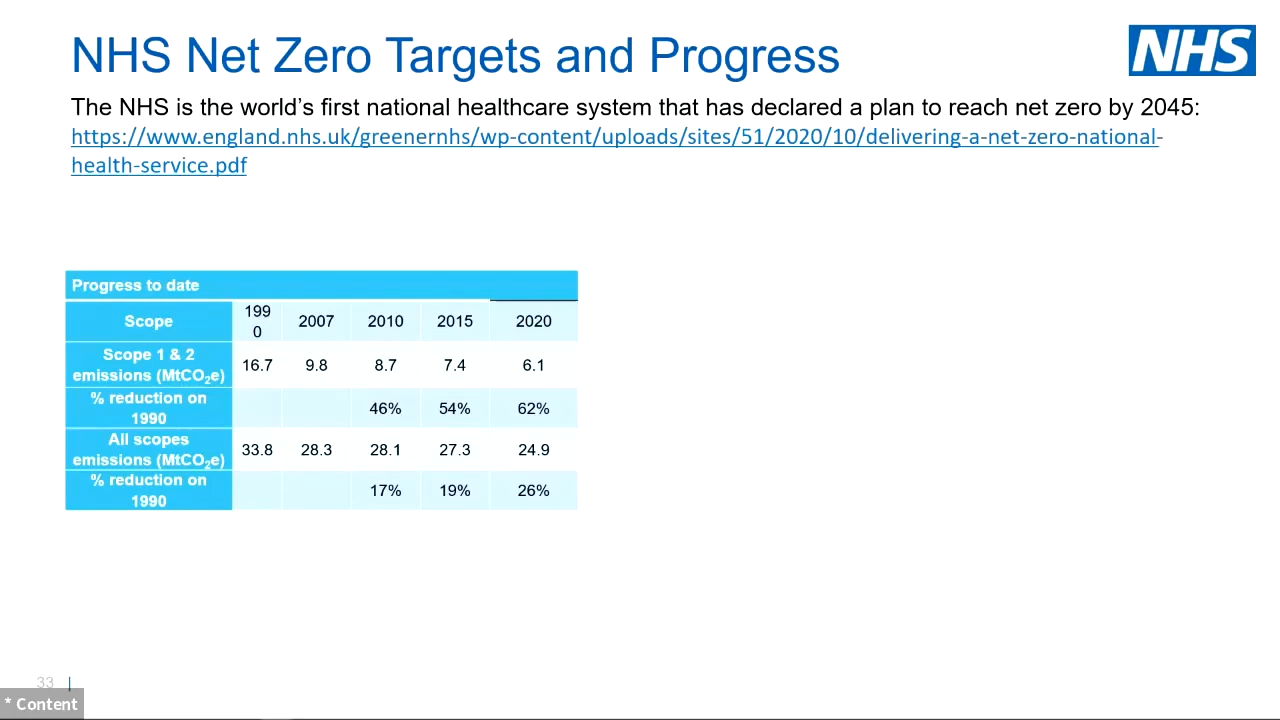 NHS Net Zero Targets and Progress
NHS
The NHS is the world’s first national healthcare system that has declared a plan to reach net zero by 2045:
https://www.england.nhs.uk/greenernhs/wp-content/uploads/sites/51/2020/10/delivering-a-net-zero-national-
health-service.pdf
Progress to date
Scope 1990 2007 2010 2015 2020
Scope 1 & 2
emissions (MtCO₂e) 16.7 9.8 8.7 7.4 6.1
% reduction on
1990 46% 54% 62%
All scopes
emissions (MtCO₂e) 33.8 28.3 28.1 27.3 24.9
% reduction on
1990 17% 19% 26%
33
* Content